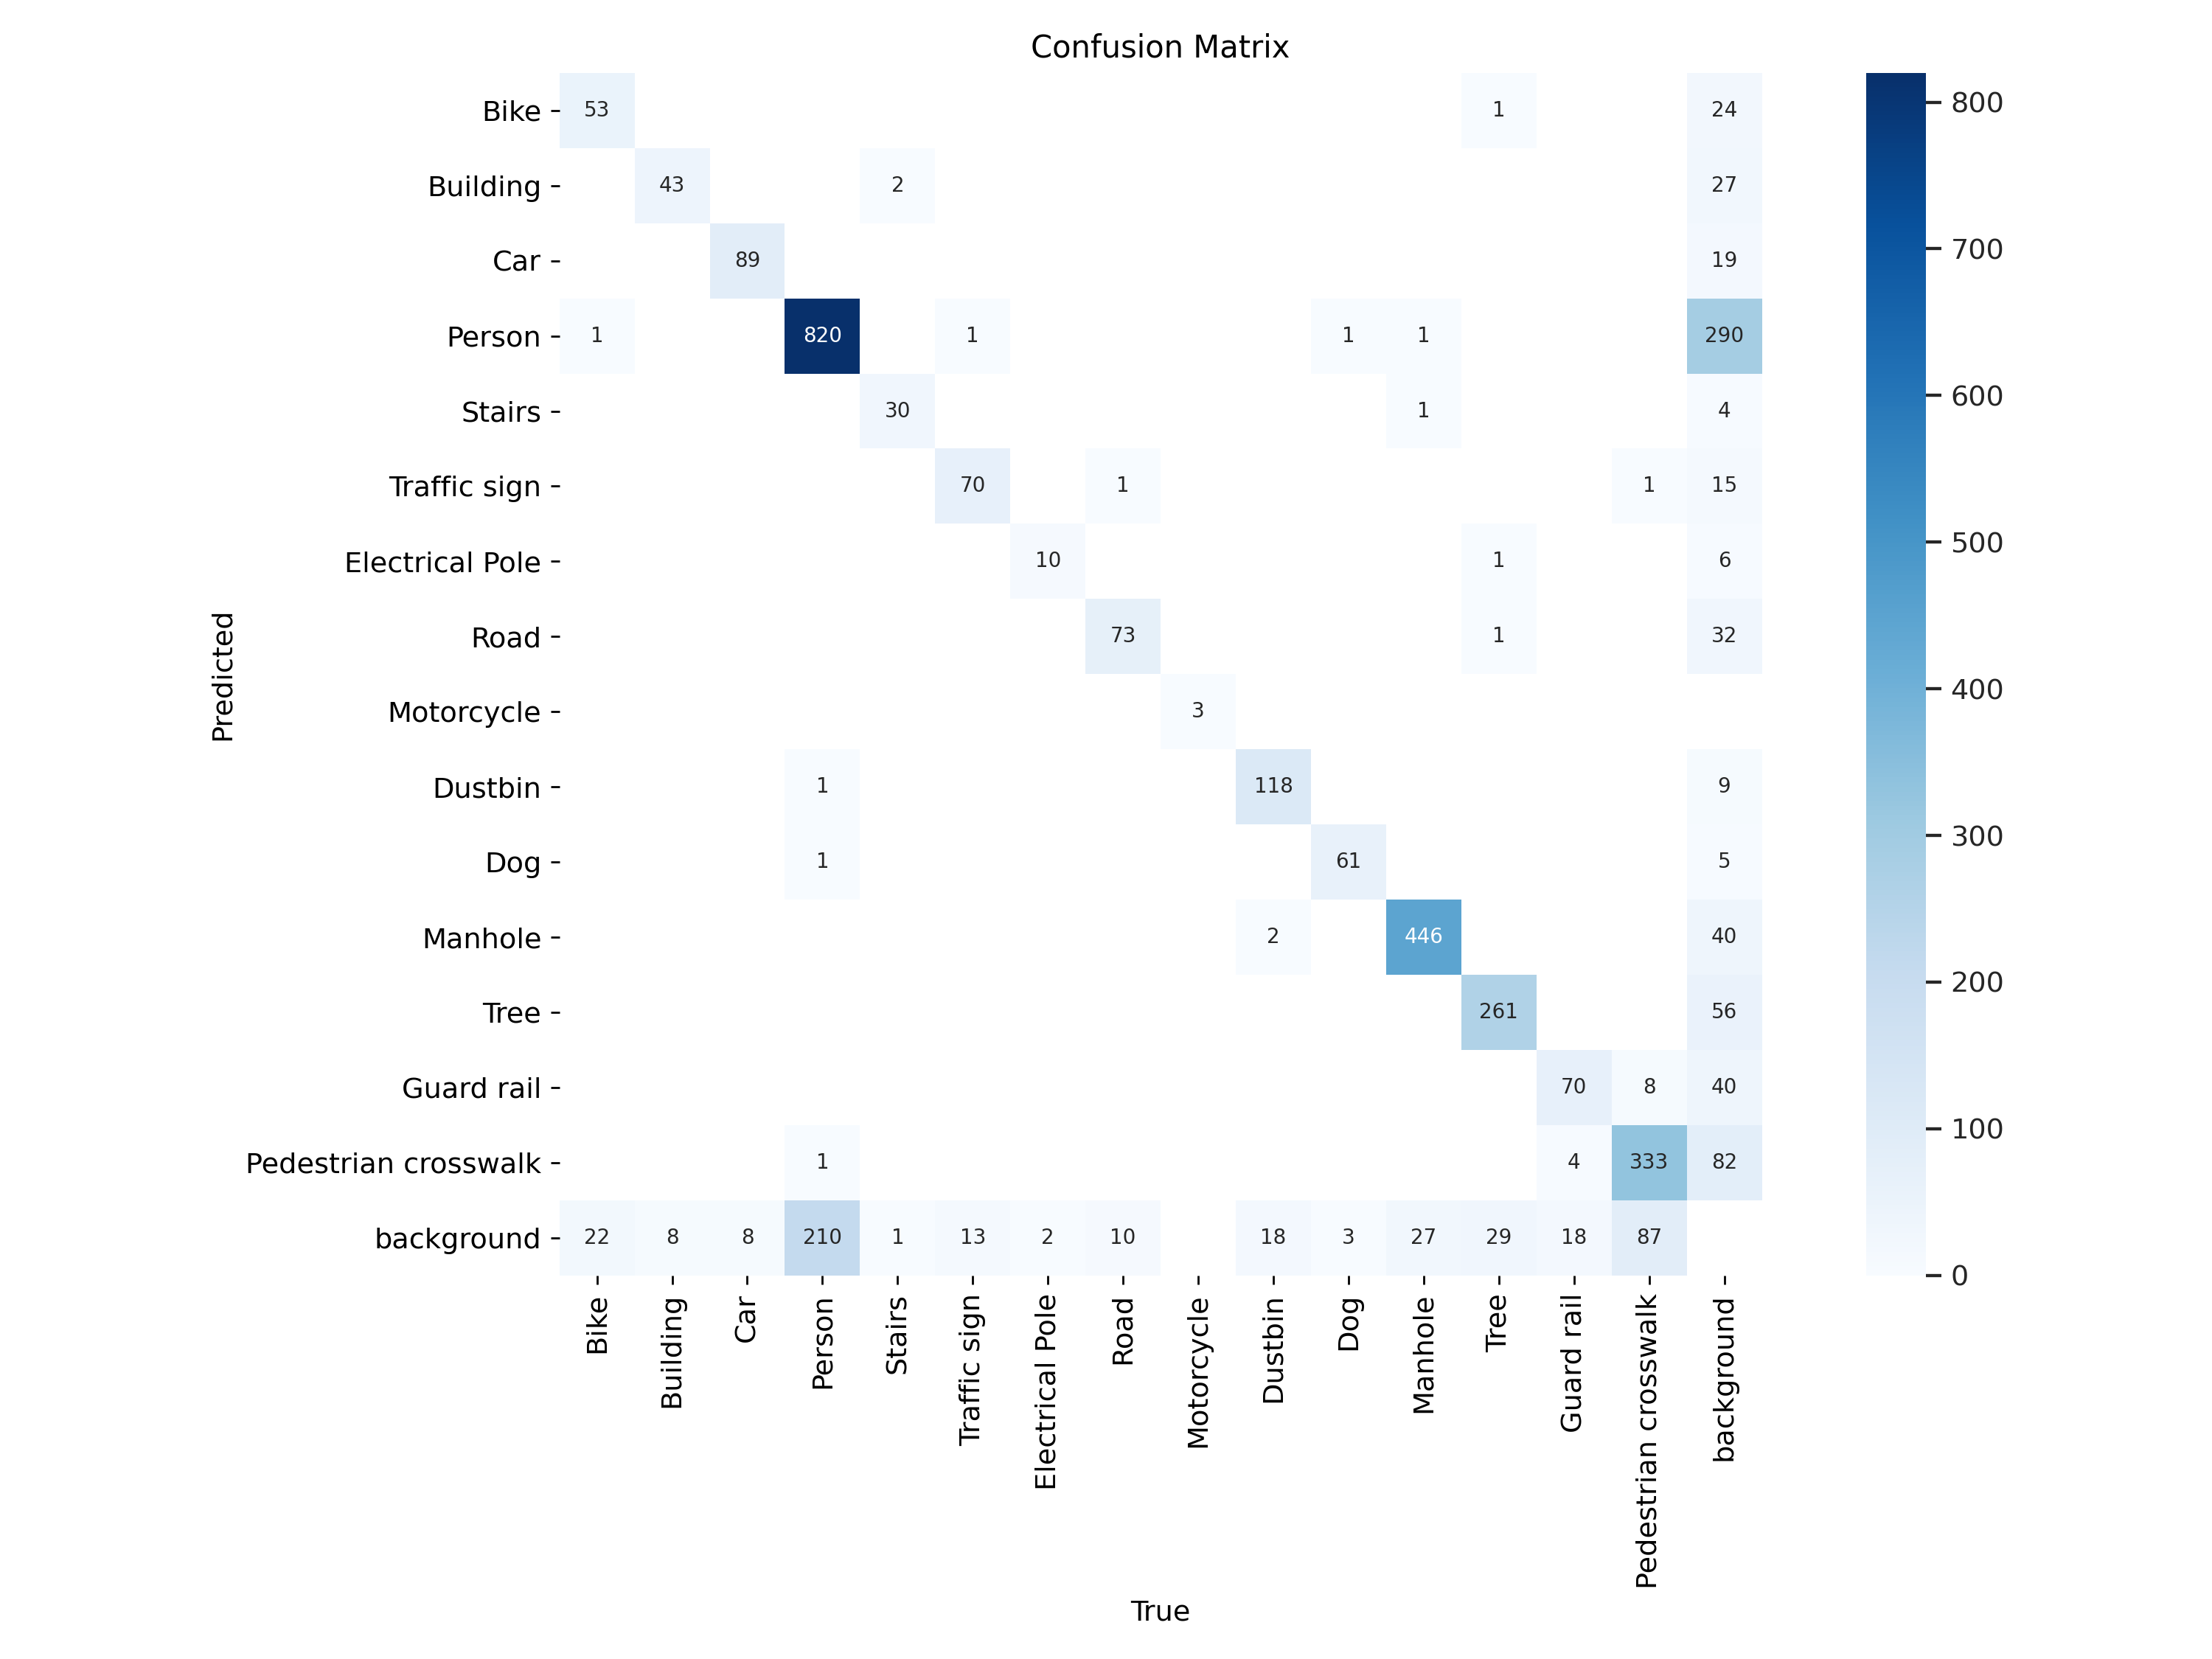 Confusion Matrix
Bike 53 1 24
Building 43 2 27
Car 89 19
Person 1 820 1 1 1 290
Stairs 30 1 4
Traffic sign 70 1 1 15
Electrical Pole 10 1 6
Road 73 1 32
Motorcycle 3
Dustbin 1 118 9
Dog 1 61 5
Manhole 2 446 40
Tree 261 56
Guard rail 70 8 40
Pedestrian crosswalk 1 4 333 82
background 22 8 8 210 1 13 2 10 18 3 27 29 18 87
Predicted
Bike
Building
Car
Person
Stairs
Traffic sign
Electrical Pole
Road
Motorcycle
Dustbin
Dog
Manhole
Tree
Guard rail
Pedestrian crosswalk
background
True
800
700
600
500
400
300
200
100
0